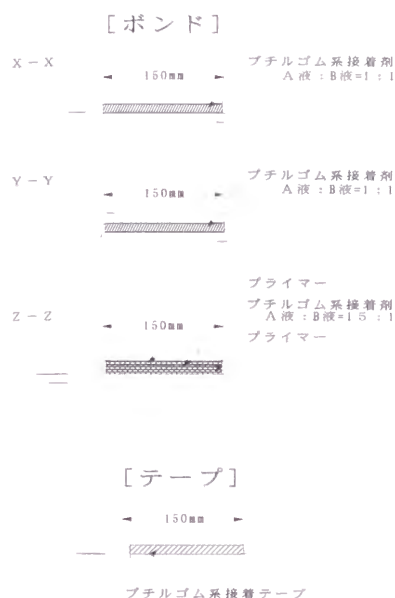 [ボンド]
X-X
150mm
ブチルゴム系接着剤
A液:B液=1:1
Y-Y
150mm
ブチルゴム系接着剤
A液:B液=1:1
Z-Z
150mm
プライマー
ブチルゴム系接着剤
A液:B液=15:1
プライマー
[テープ]
150mm
ブチルゴム系接着テープ